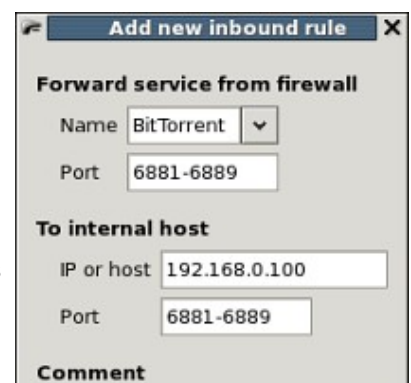 Add new inbound rule
Forward service from firewall
Name BitTorrent
Port 6881-6889
To internal host
IP or host 192.168.0.100
Port 6881-6889
Comment